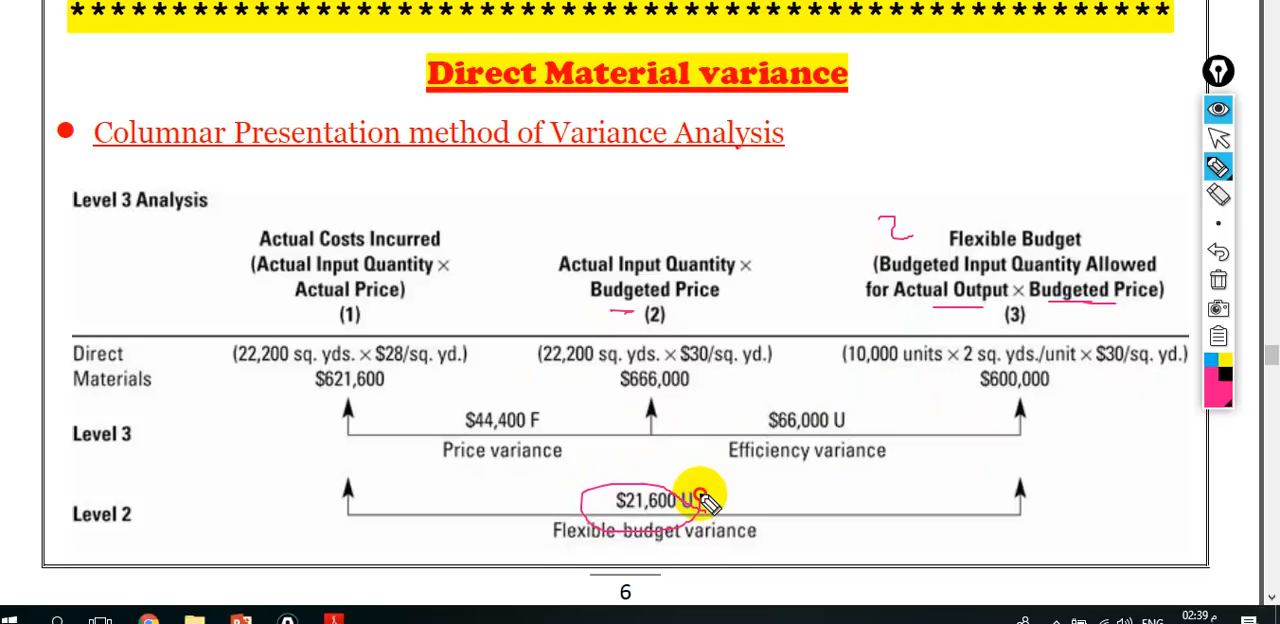 **************************************************
Direct Material variance
● Columnar Presentation method of Variance Analysis
Level 3 Analysis
Actual Costs Incurred
(Actual Input Quantity ×
Actual Price)
(1)
Actual Input Quantity ×
Budgeted Price
(2)
Flexible Budget
(Budgeted Input Quantity Allowed
for Actual Output × Budgeted Price)
(3)
Direct
Materials
(22,200 sq. yds. × $28/sq. yd.)
$621,600
(22,200 sq. yds. × $30/sq. yd.)
$666,000
(10,000 units × 2 sq. yds./unit × $30/sq. yd.)
$600,000
Level 3
$44,400 F
Price variance
$66,000 U
Efficiency variance
Level 2
$21,600 U
Flexible-budget variance
6
ENG
02:39 م